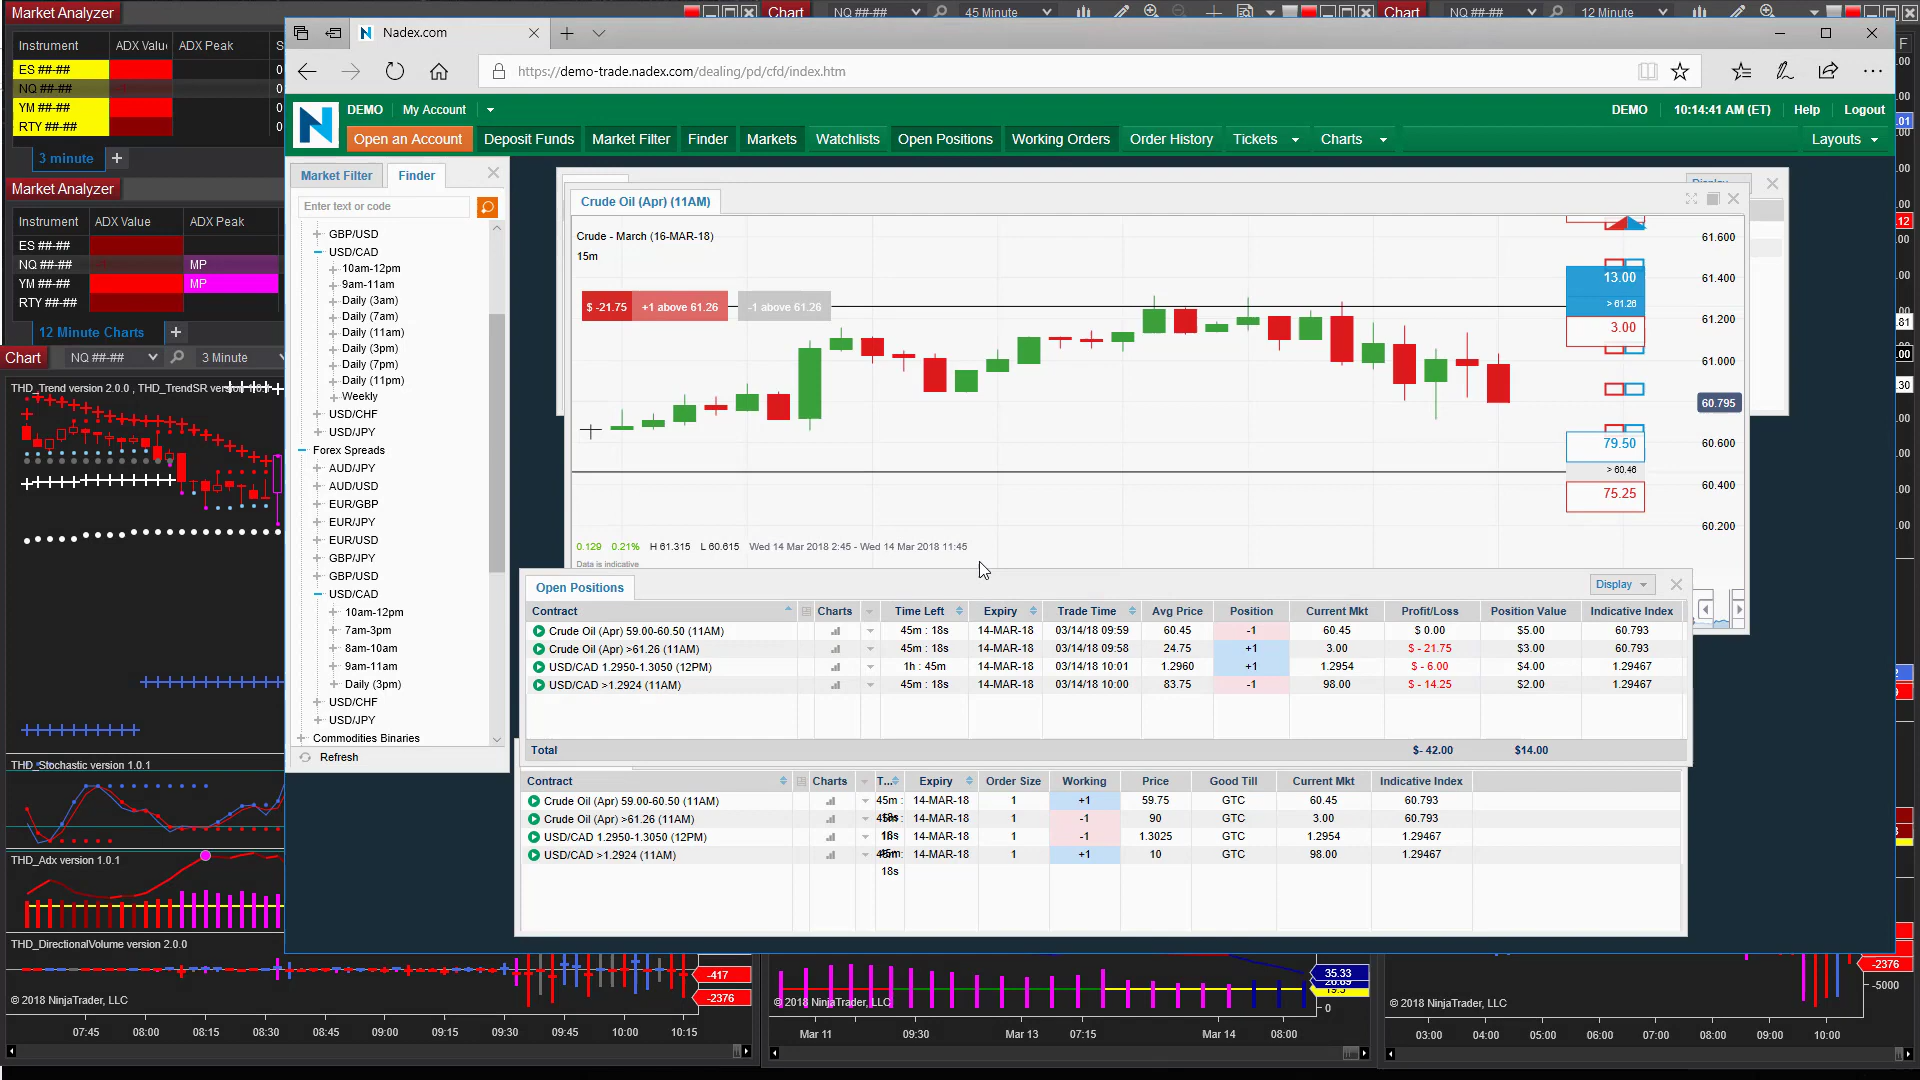 Market Analyzer
Instrument ADX Valu ADX Peak S
ES ##-##
NQ ##-##
YM ##-##
RTY ##-##
3 minute +
Market Analyzer
Instrument ADX Value ADX Peak
ES ##-##
NQ ##-## MP
YM ##-## MP
RTY ##-##
12 Minute Charts +
Chart NQ ##-## 3 Minute
THD_Trend version 2.0.0 , THD_TrendSR
THD_Stochastic version 1.0.1
THD_Adx version 1.0.1
THD_DirectionalVolume version 2.0.0
-417
-2376
© 2018 NinjaTrader, LLC
07:45 08:00 08:15 08:30 08:45 09:00 09:15 09:30 09:45 10:00 10:15
Chart NQ ##-## 45 Minute
Chart NQ ##-## 12 Minute
Nadex.com
https://demo-trade.nadex.com/dealing/pd/cfd/index.htm
DEMO My Account
DEMO 10:14:41 AM (ET) Help Logout
Open an Account Deposit Funds Market Filter Finder Markets Watchlists Open Positions Working Orders Order History Tickets Charts Layouts
Market Filter Finder
Enter text or code
GBP/USD
USD/CAD
10am-12pm
9am-11am
Daily (3am)
Daily (7am)
Daily (11am)
Daily (3pm)
Daily (7pm)
Daily (11pm)
Weekly
USD/CHF
USD/JPY
Forex Spreads
AUD/JPY
AUD/USD
EUR/GBP
EUR/JPY
EUR/USD
GBP/JPY
GBP/USD
USD/CAD
10am-12pm
7am-3pm
8am-10am
9am-11am
Daily (3pm)
USD/CHF
USD/JPY
Commodities Binaries
Refresh
Crude Oil (Apr) (11AM)
Crude - March (16-MAR-18)
15m
$ -21.75 +1 above 61.26 -1 above 61.26
13.00
> 61.26
3.00
79.50
> 60.46
75.25
61.600
61.400
61.200
61.000
60.795
60.600
60.400
60.200
0.129 0.21% H 61.315 L 60.615 Wed 14 Mar 2018 2:45 - Wed 14 Mar 2018 11:45
Data is indicative
Open Positions Display
Contract Charts Time Left Expiry Trade Time Avg Price Position Current Mkt Profit/Loss Position Value Indicative Index
Crude Oil (Apr) 59.00-60.50 (11AM) 45m : 18s 14-MAR-18 03/14/18 09:59 60.45 -1 60.45 $ 0.00 $5.00 60.793
Crude Oil (Apr) >61.26 (11AM) 45m : 18s 14-MAR-18 03/14/18 09:58 24.75 +1 3.00 $ - 21.75 $3.00 60.793
USD/CAD 1.2950-1.3050 (12PM) 1h : 45m 14-MAR-18 03/14/18 10:01 1.2960 +1 1.2954 $ - 6.00 $4.00 1.29467
USD/CAD >1.2924 (11AM) 45m : 18s 14-MAR-18 03/14/18 10:00 83.75 -1 98.00 $ - 14.25 $2.00 1.29467
Total $- 42.00 $14.00
Contract Charts T... Expiry Order Size Working Price Good Till Current Mkt Indicative Index
Crude Oil (Apr) 59.00-60.50 (11AM) 45m : 14-MAR-18 1 +1 59.75 GTC 60.45 60.793
Crude Oil (Apr) >61.26 (11AM) 14-MAR-18 1 -1 90 GTC 3.00 60.793
USD/CAD 1.2950-1.3050 (12PM) 14-MAR-18 1 -1 1.3025 GTC 1.2954 1.29467
USD/CAD >1.2924 (11AM) 14-MAR-18 1 +1 10 GTC 98.00 1.29467
18s
© 2018 NinjaTrader, LLC
35.33
0
Mar 11 09:30 Mar 13 07:15 Mar 14 08:00
© 2018 NinjaTrader, LLC
-2376
-5000
03:00 04:00 05:00 06:00 07:00 08:00 09:00 10:00